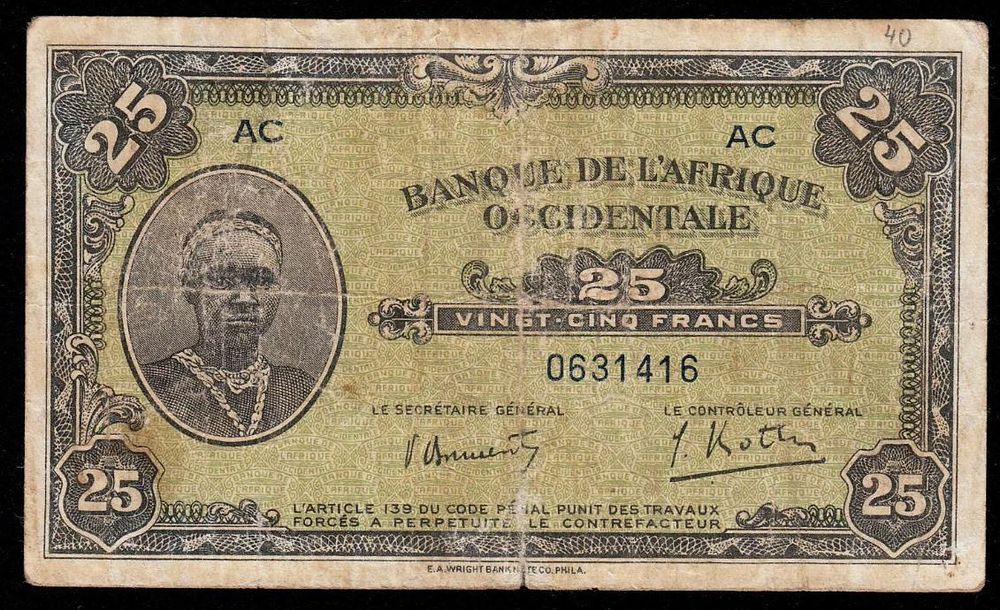 40
25
25
AC
AC
BANQUE DE L'AFRIQUE
OCCIDENTALE
25
VINGT-CINQ FRANCS
0631416
LE SECRÉTAIRE GÉNÉRAL
LE CONTRÔLEUR GÉNÉRAL
25
25
L'ARTICLE 139 DU CODE PÉNAL PUNIT DES TRAVAUX
FORCÉS A PERPETUITÉ LE CONTREFACTEUR
E.A. WRIGHT BANK NOTE CO. PHILA.